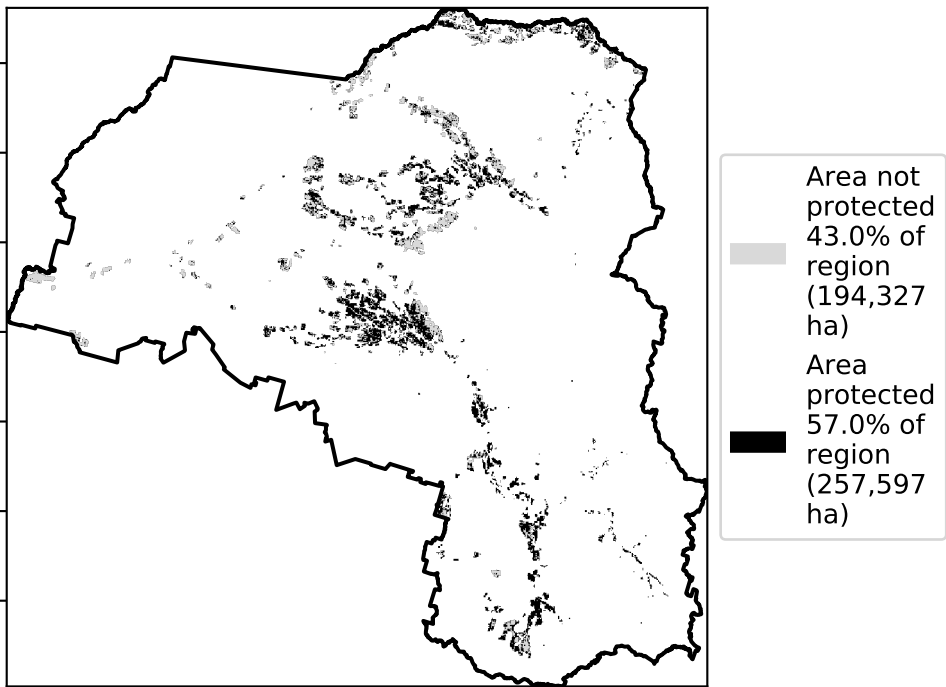 Area not
protected
43.0% of
region
(194,327
ha)
Area
protected
57.0% of
region
(257,597
ha)